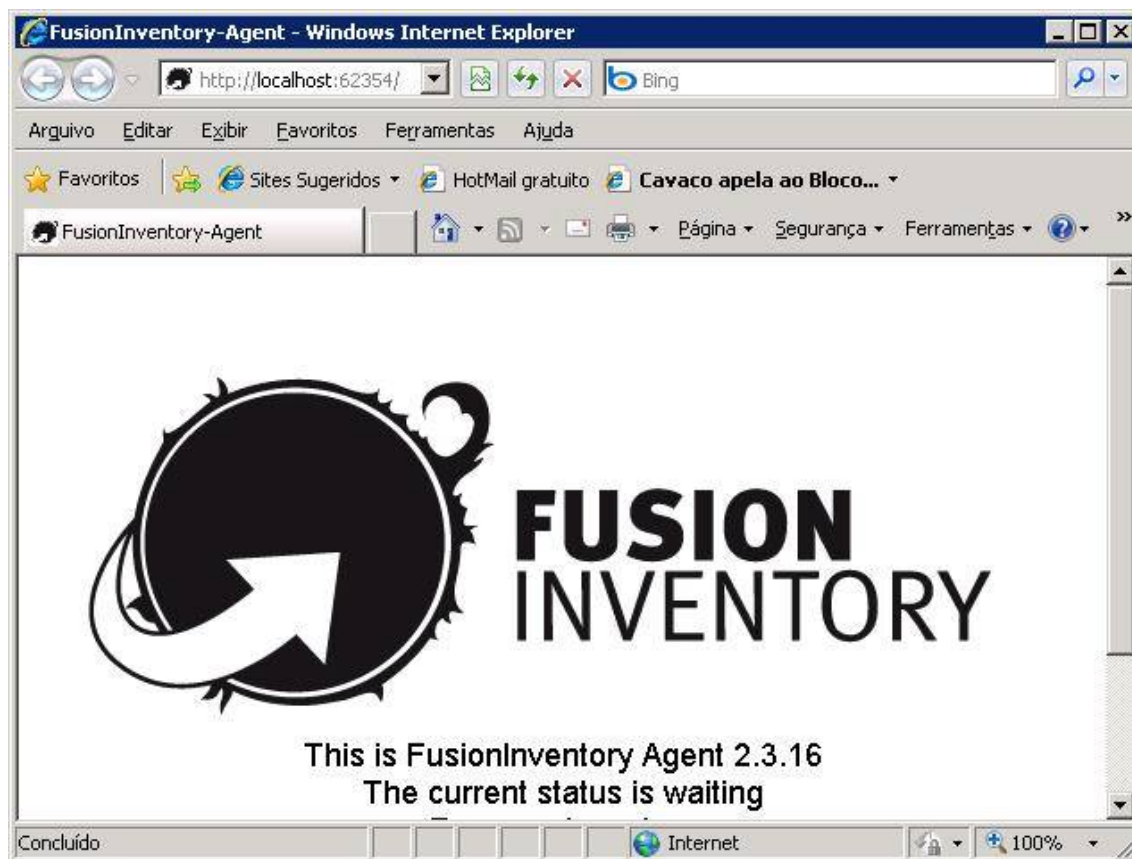 FusionInventory-Agent - Windows Internet Explorer
http://localhost:62354/ Bing
Arquivo Editar Exibir Favoritos Ferramentas Ajuda
Favoritos Sites Sugeridos HotMail gratuito Cavaco apela ao Bloco...
FusionInventory-Agent Página Segurança Ferramentas »
FUSION
INVENTORY
This is FusionInventory Agent 2.3.16
The current status is waiting
Concluído Internet 100%